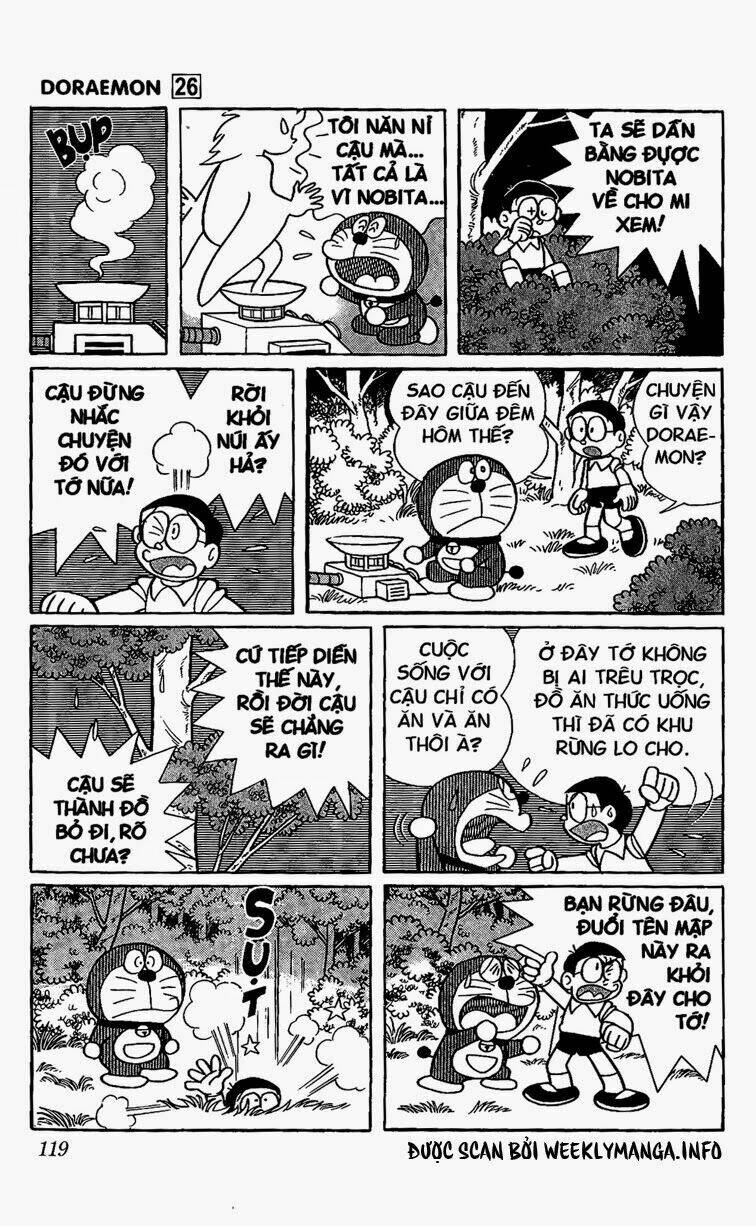 DORAEMON 26
TA SẼ DẪN
BẰNG ĐƯỢC
NOBITA
VỀ CHO MI
XEM!
TÔI NĂN NỈ
CẬU MÀ...
TẤT CẢ LÀ
VÌ NOBITA...
BỤP
CHUYỆN
GÌ VẬY
DORAE-
MON?
SAO CẬU ĐẾN
ĐÂY GIỮA ĐÊM
HÔM THẾ?
RỜI
KHỎI
NÚI ẤY
HẢ?
CẬU ĐỪNG
NHẮC
CHUYỆN
ĐÓ VỚI
TỚ NỮA!
Ở ĐÂY TỚ KHÔNG
BỊ AI TRÊU TRỌC,
ĐỒ ĂN THỨC UỐNG
THÌ ĐÃ CÓ KHU
RỪNG LO CHO.
CUỘC
SỐNG VỚI
CẬU CHỈ CÓ
ĂN VÀ ĂN
THÔI À?
CỨ TIẾP DIỄN
THẾ NÀY,
RỒI ĐỜI CẬU
SẼ CHẲNG
RA GÌ!
CẬU SẼ
THÀNH ĐỒ
BỎ ĐI, RÕ
CHƯA?
BẠN RỪNG ĐÂU,
ĐUỔI TÊN MẬP
NÀY RA
KHỎI
ĐÂY CHO
TỚ!
SỤT
119
ĐƯỢC SCAN BỞI WEEKLYMANGA.INFO